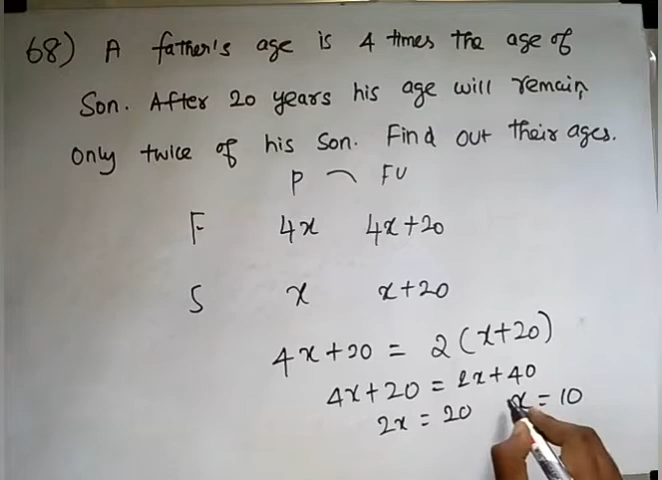 68) A father's age is 4 times the age of
Son. After 20 years his age will remain
only twice of his son. Find out their ages.
P FU
F 4x 4x+20
S x x+20
4x+20 = 2(x+20)
4x+20 = 2x+40
2x = 20 x = 10